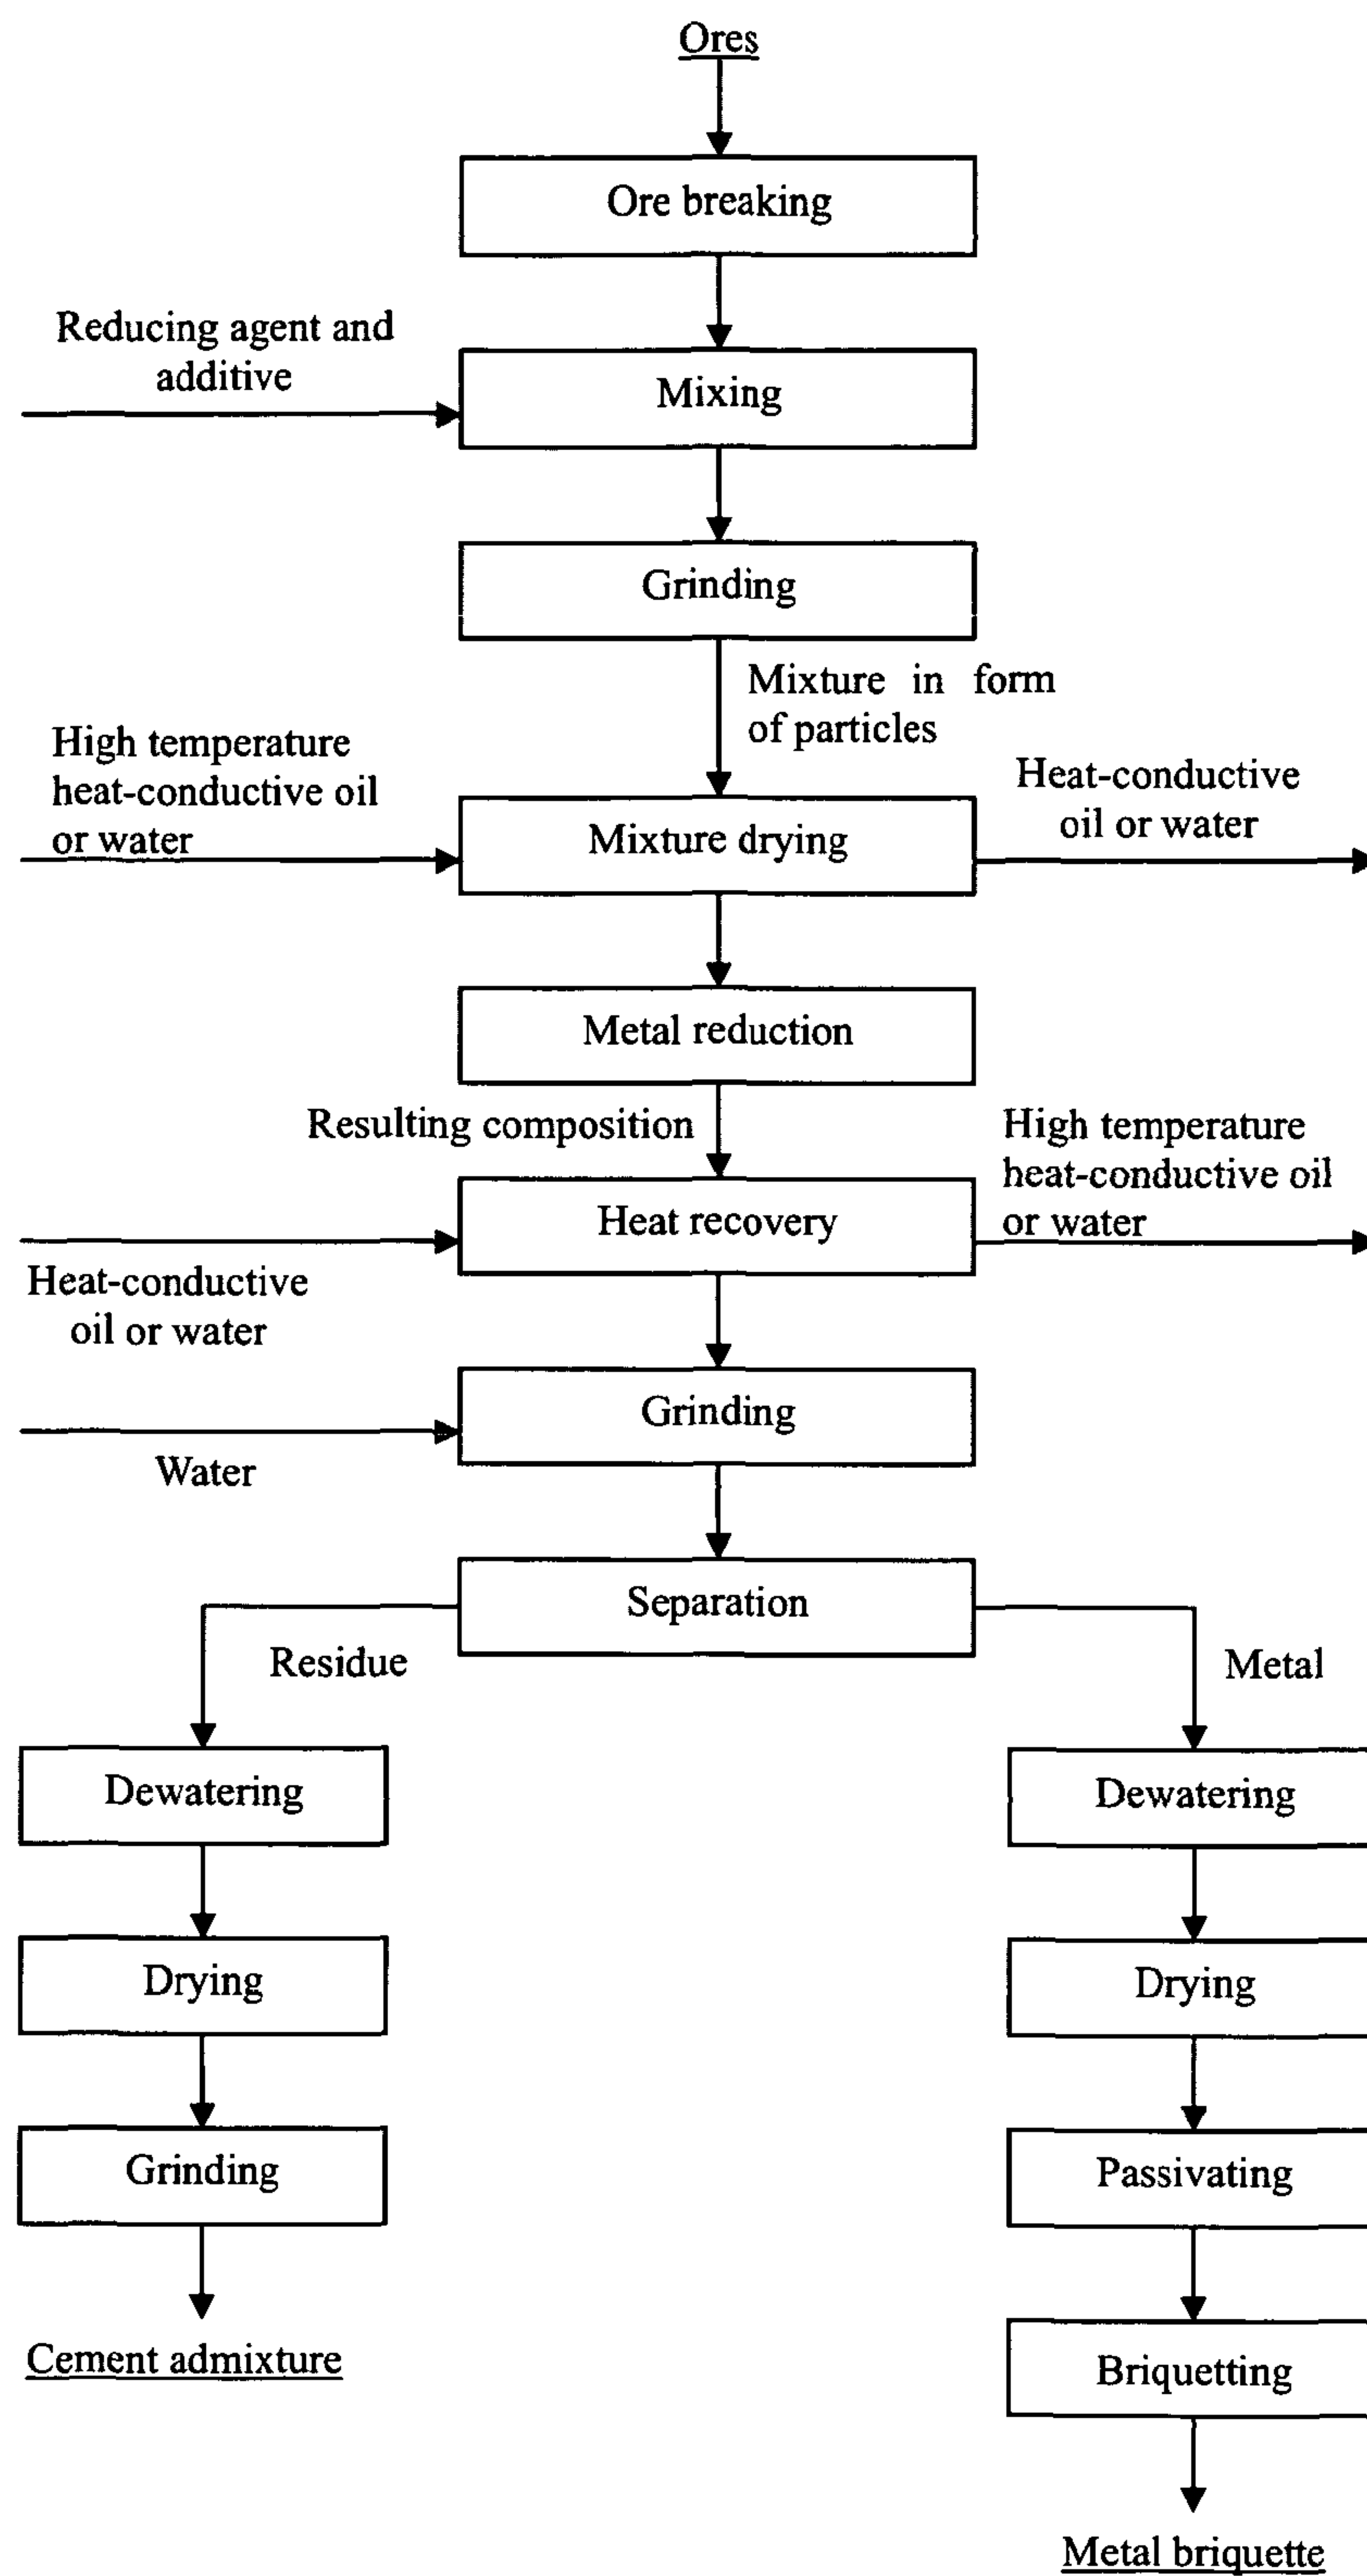 Ores
Ore breaking
Reducing agent and
additive
Mixing
Grinding
Mixture in form
of particles
High temperature
heat-conductive oil
or water
Mixture drying
Heat-conductive
oil or water
Metal reduction
Resulting composition
High temperature
heat-conductive oil
or water
Heat recovery
Heat-conductive
oil or water
Grinding
Water
Separation
Residue
Metal
Dewatering
Dewatering
Drying
Drying
Grinding
Passivating
Cement admixture
Briquetting
Metal briquette